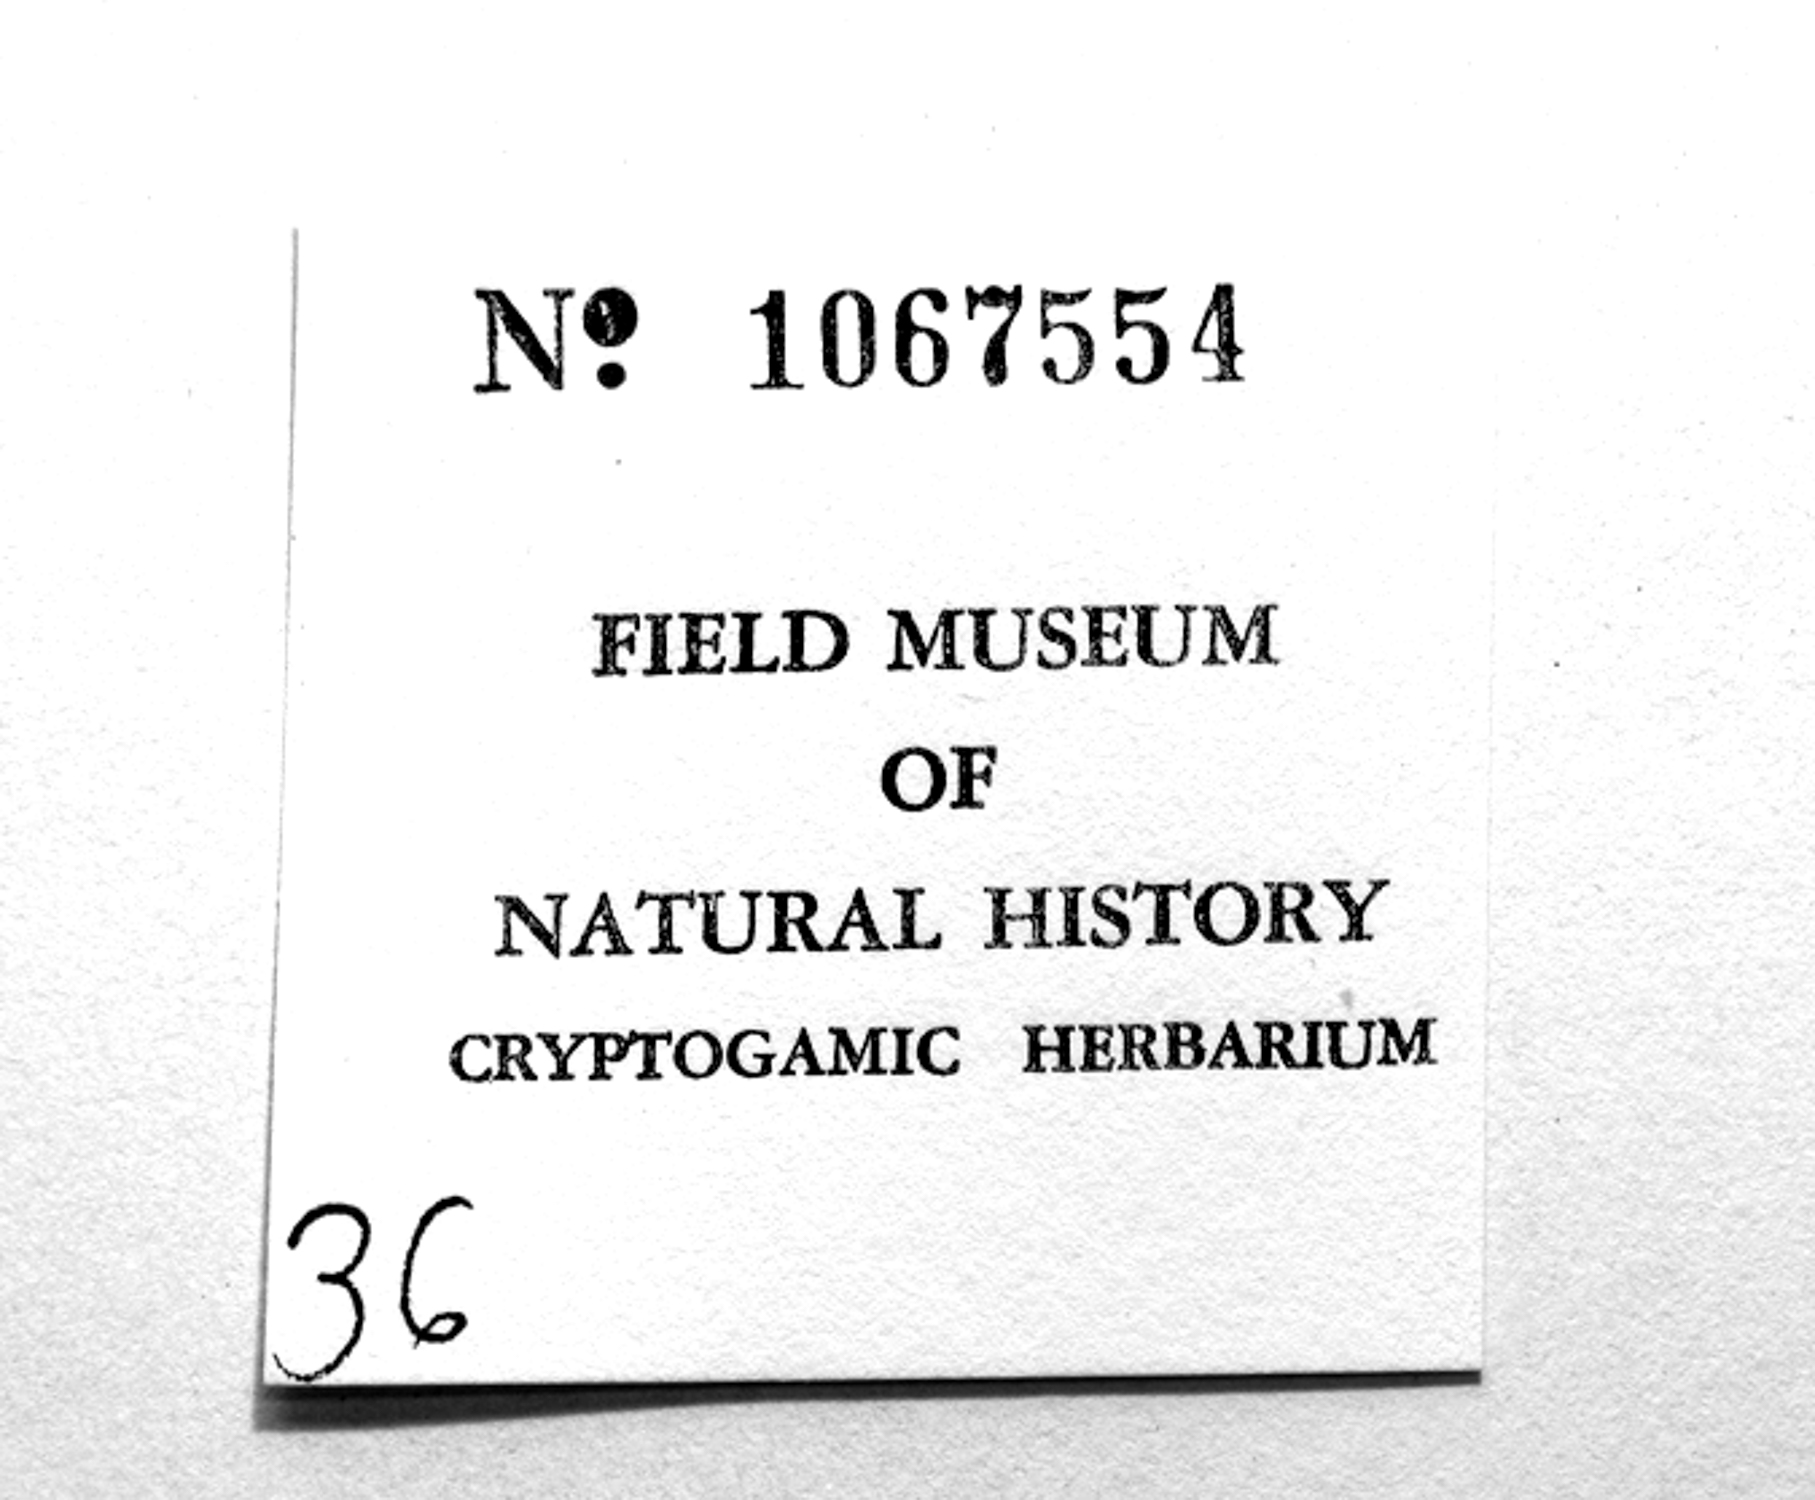 Nº 1067554
FIELD MUSEUM
OF
NATURAL HISTORY
CRYPTOGAMIC HERBARIUM
36